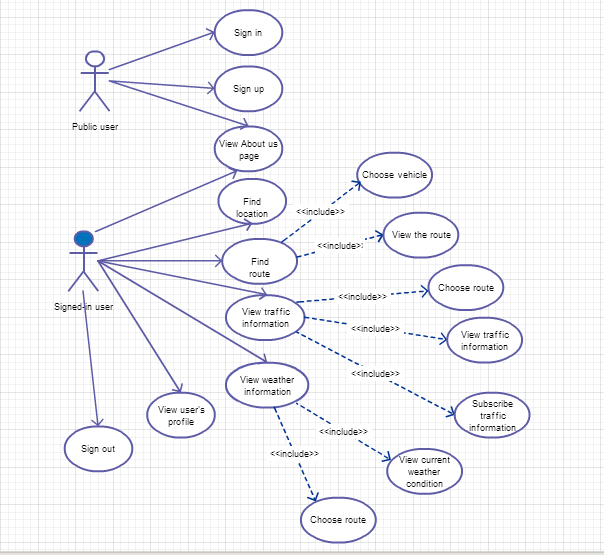 Sign in
Public user
Sign up
View About us
page
Choose vehicle
Find
location
<<include>>
View the route
<<include>:
Find
route
Signed-in user
Choose route
<<include>>
View traffic
information
<<include>>
View traffic
information
<<include>>
View weather
information
Subscribe
traffic
information
View user's
profile
<<include>>
Sign out
<<include>>
View current
weather
condition
Choose route